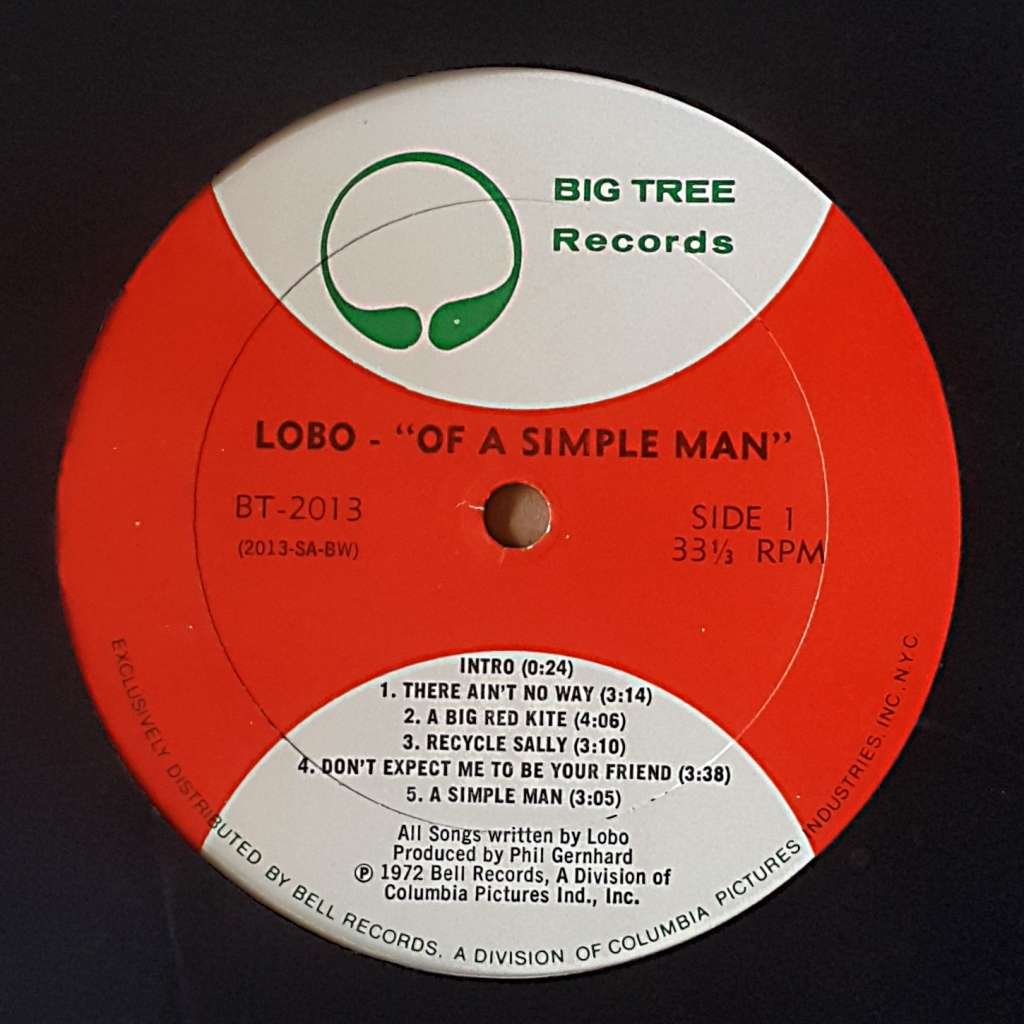 BIG TREE
Records
LOBO - "OF A SIMPLE MAN"
BT-2013
(2013-SA-BW)
SIDE 1
33⅓ RPM
INTRO (0:24)
1. THERE AIN'T NO WAY (3:14)
2. A BIG RED KITE (4:06)
3. RECYCLE SALLY (3:10)
4. DON'T EXPECT ME TO BE YOUR FRIEND (3:38)
5. A SIMPLE MAN (3:05)
All Songs written by Lobo
Produced by Phil Gernhard
℗ 1972 Bell Records, A Division of
Columbia Pictures Ind., Inc.
EXCLUSIVELY DISTRIBUTED BY BELL RECORDS, A DIVISION OF COLUMBIA PICTURES INDUSTRIES, INC. N.Y.C.